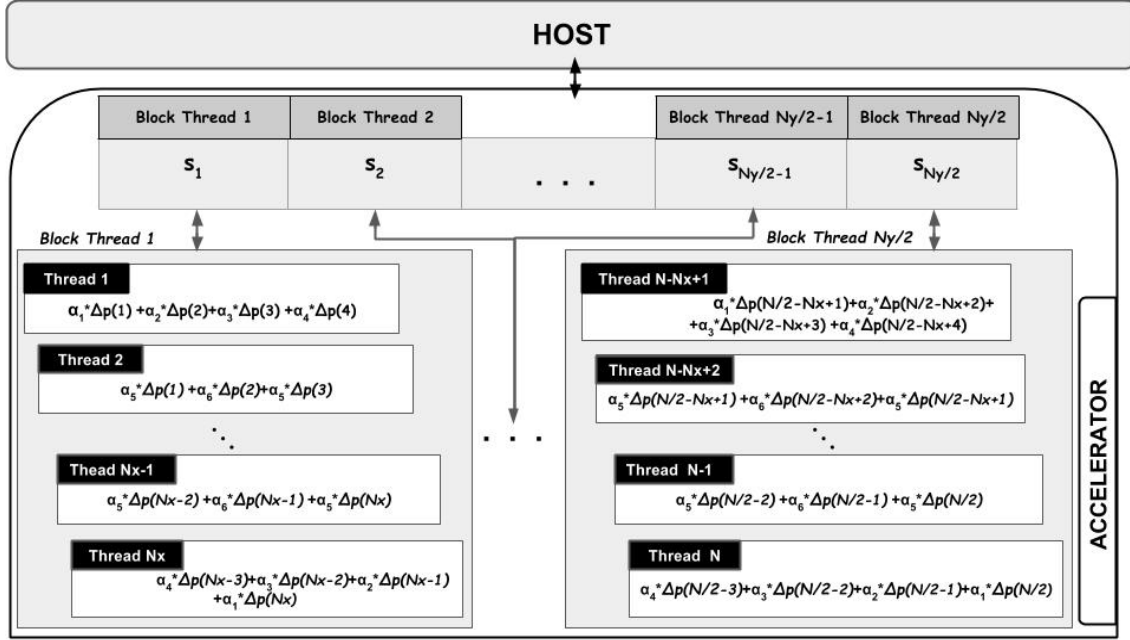 HOST
Block Thread 1
Block Thread 2
Block Thread Ny/2-1
Block Thread Ny/2
S₁
S₂
. . .
S_Ny/2-1
S_Ny/2
Block Thread 1
Block Thread Ny/2
Thread 1
α₁*Δp(1) +α₂*Δp(2)+α₃*Δp(3) +α₄*Δp(4)
Thread 2
α₅*Δp(1) +α₆*Δp(2)+α₅*Δp(3)
Thead Nx-1
α₅*Δp(Nx-2) +α₆*Δp(Nx-1) +α₅*Δp(Nx)
Thread Nx
α₄*Δp(Nx-3)+α₃*Δp(Nx-2)+α₂*Δp(Nx-1)
+α₁*Δp(Nx)
. . .
Thread N-Nx+1
α₁*Δp(N/2-Nx+1)+α₂*Δp(N/2-Nx+2)+
+α₃*Δp(N/2-Nx+3) +α₄*Δp(N/2-Nx+4)
Thread N-Nx+2
α₅*Δp(N/2-Nx+1) +α₆*Δp(N/2-Nx+2)+α₅*Δp(N/2-Nx+1)
Thread N-1
α₅*Δp(N/2-2) +α₆*Δp(N/2-1) +α₅*Δp(N/2)
Thread N
α₄*Δp(N/2-3)+α₃*Δp(N/2-2)+α₂*Δp(N/2-1)+α₁*Δp(N/2)
ACCELERATOR